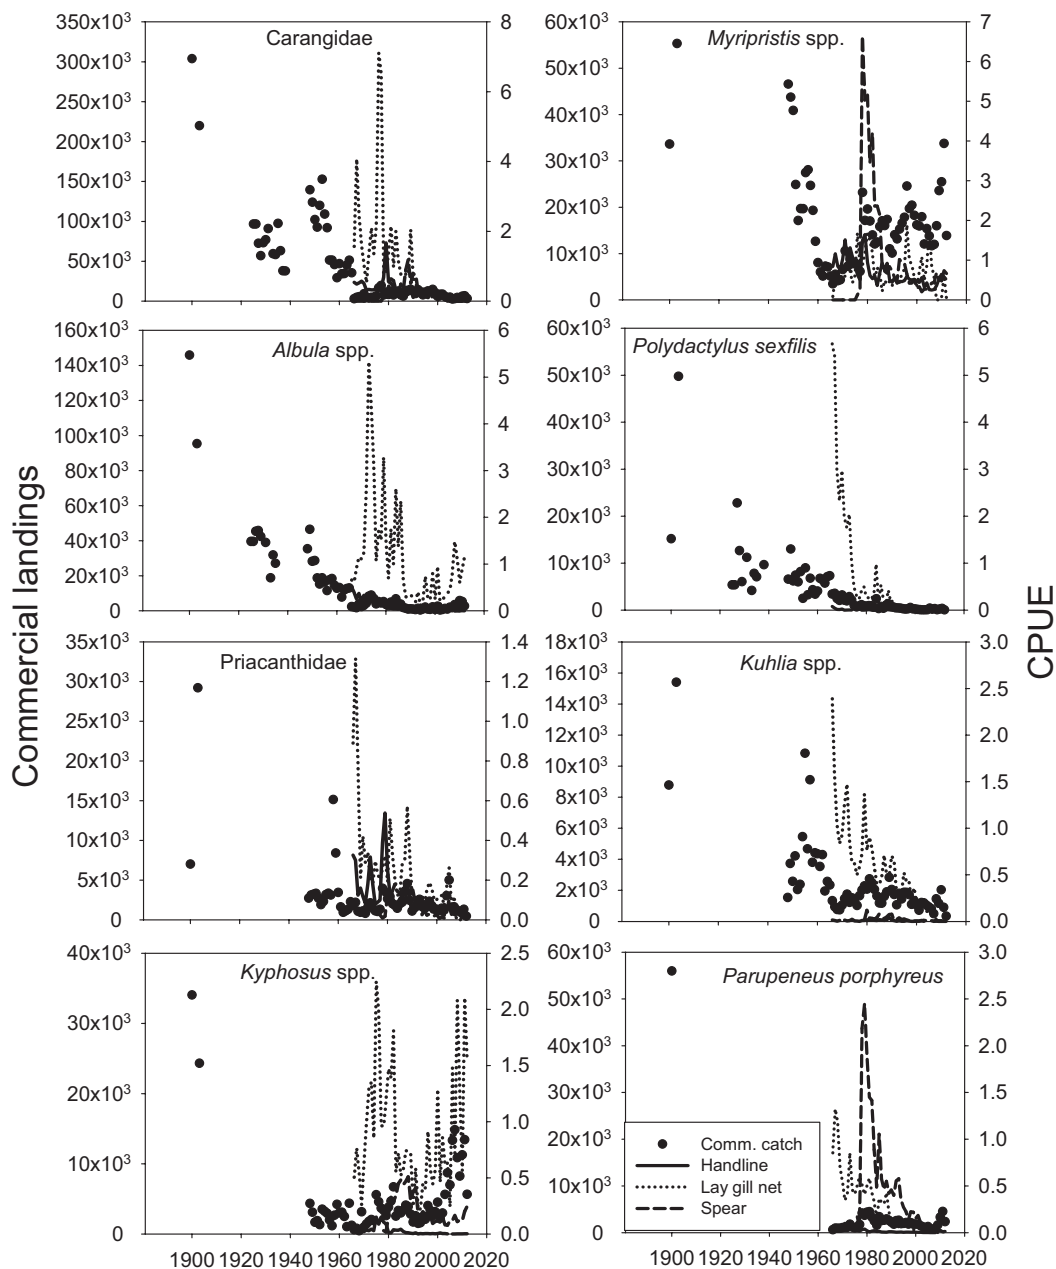 Commercial landings
CPUE
Carangidae
350x10³
300x10³
250x10³
200x10³
150x10³
100x10³
50x10³
0
8
6
4
2
0
Myripristis spp.
60x10³
50x10³
40x10³
30x10³
20x10³
10x10³
0
7
6
5
4
3
2
1
0
Albula spp.
160x10³
140x10³
120x10³
100x10³
80x10³
60x10³
40x10³
20x10³
0
6
5
4
3
2
1
0
Polydactylus sexfilis
60x10³
50x10³
40x10³
30x10³
20x10³
10x10³
0
6
5
4
3
2
1
0
Priacanthidae
35x10³
30x10³
25x10³
20x10³
15x10³
10x10³
5x10³
0
1.4
1.2
1.0
0.8
0.6
0.4
0.2
0.0
Kuhlia spp.
18x10³
16x10³
14x10³
12x10³
10x10³
8x10³
6x10³
4x10³
2x10³
0
3.0
2.5
2.0
1.5
1.0
0.5
0.0
Kyphosus spp.
40x10³
30x10³
20x10³
10x10³
0
2.5
2.0
1.5
1.0
0.5
0.0
1900 1920 1940 1960 1980 2000 2020
Parupeneus porphyreus
60x10³
50x10³
40x10³
30x10³
20x10³
10x10³
0
3.0
2.5
2.0
1.5
1.0
0.5
0.0
Comm. catch
Handline
Lay gill net
Spear
1900 1920 1940 1960 1980 2000 2020